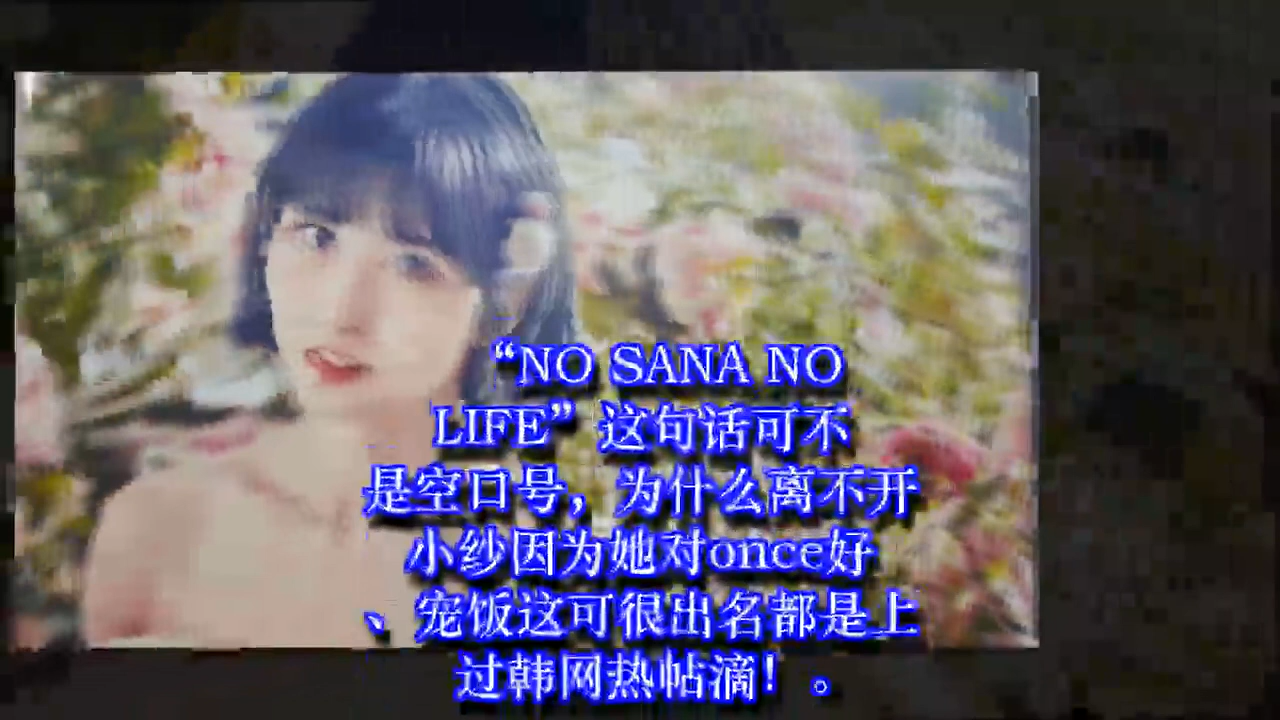 “NO SANA NO
LIFE”这句话可不
是空口号，为什么离不开
小纱因为她对once好
、宠饭这可很出名都是上
过韩网热帖滴！。